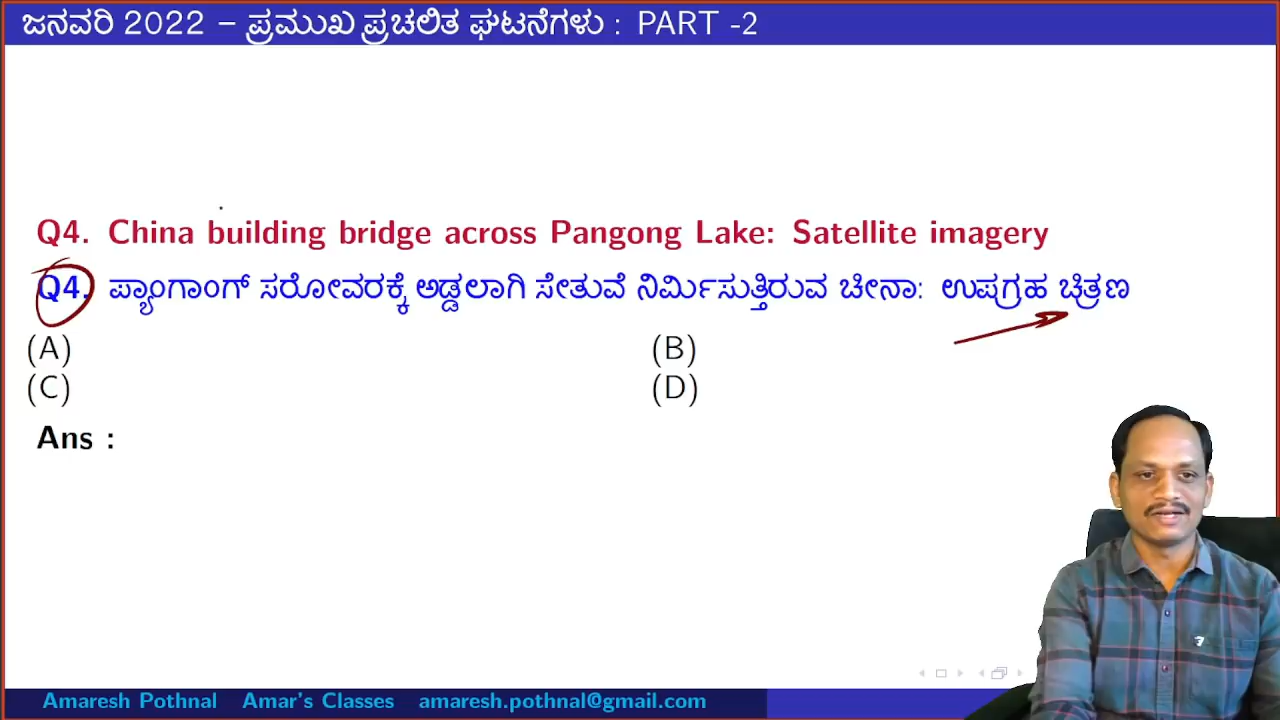 ಜನವರಿ 2022 – ಪ್ರಮುಖ ಪ್ರಚಲಿತ ಘಟನೆಗಳು : PART -2
Q4. China building bridge across Pangong Lake: Satellite imagery
Q4. ಪ್ಯಾಂಗಾಂಗ್ ಸರೋವರಕ್ಕೆ ಅಡ್ಡಲಾಗಿ ಸೇತುವೆ ನಿರ್ಮಿಸುತ್ತಿರುವ ಚೀನಾ: ಉಪಗ್ರಹ ಚಿತ್ರಣ
(A) (B)
(C) (D)
Ans :
Amaresh Pothnal Amar's Classes amaresh.pothnal@gmail.com